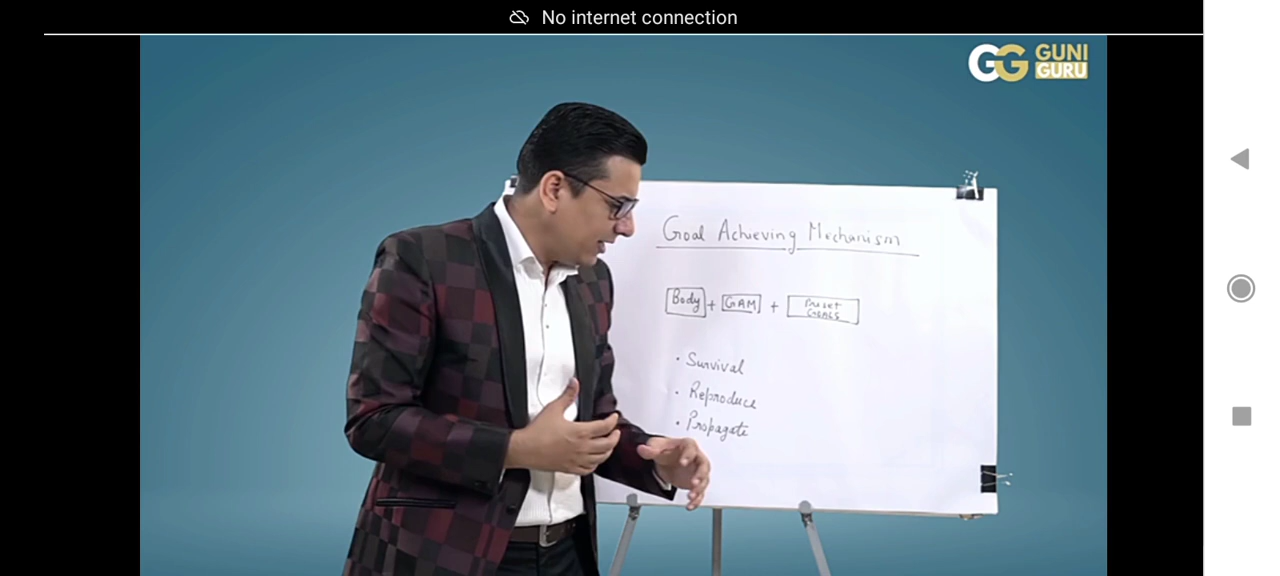 No internet connection
GG GUNI
GURU
Goal Achieving Mechanism
Body + GAM + Preset
GOALS
· Survival
· Reproduce
· Propagate